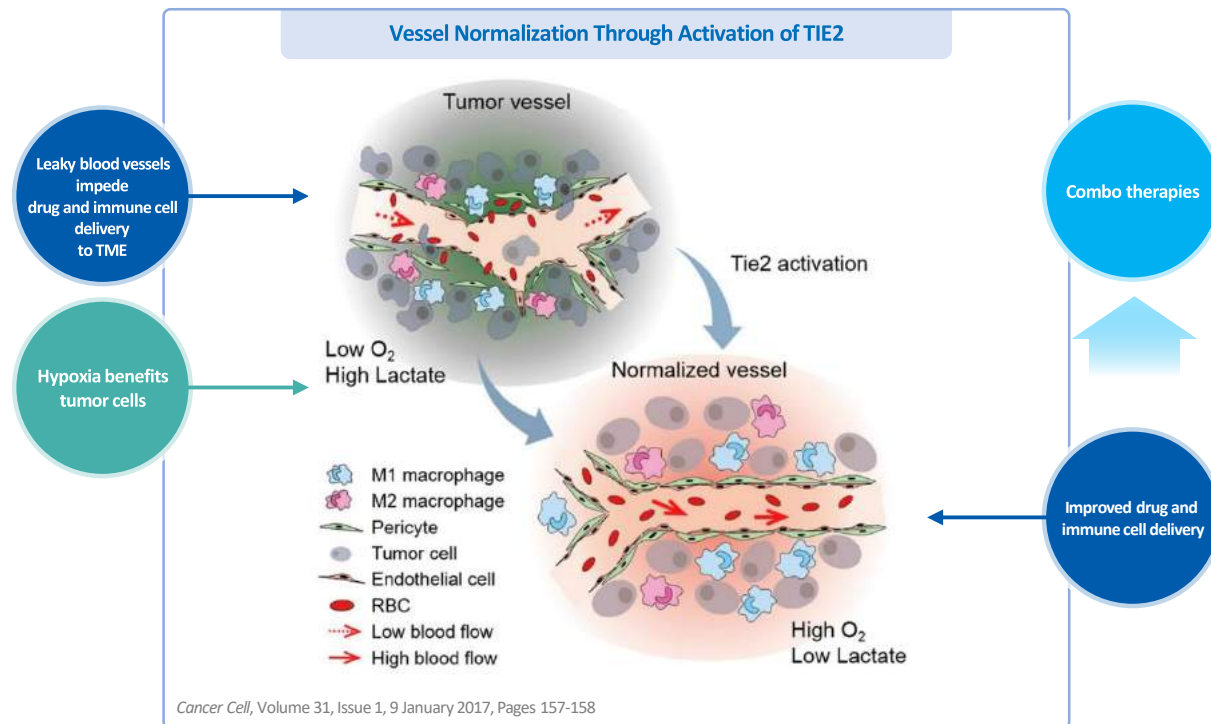 Vessel Normalization Through Activation of TIE2
Leaky blood vessels
impede
drug and immune cell
delivery
to TME
Hypoxia benefits
tumor cells
Tumor vessel
Tie2 activation
Low O₂
High Lactate
Normalized vessel
M1 macrophage
M2 macrophage
Pericyte
Tumor cell
Endothelial cell
RBC
Low blood flow
High blood flow
High O₂
Low Lactate
Combo therapies
Improved drug and
immune cell delivery
Cancer Cell, Volume 31, Issue 1, 9 January 2017, Pages 157-158